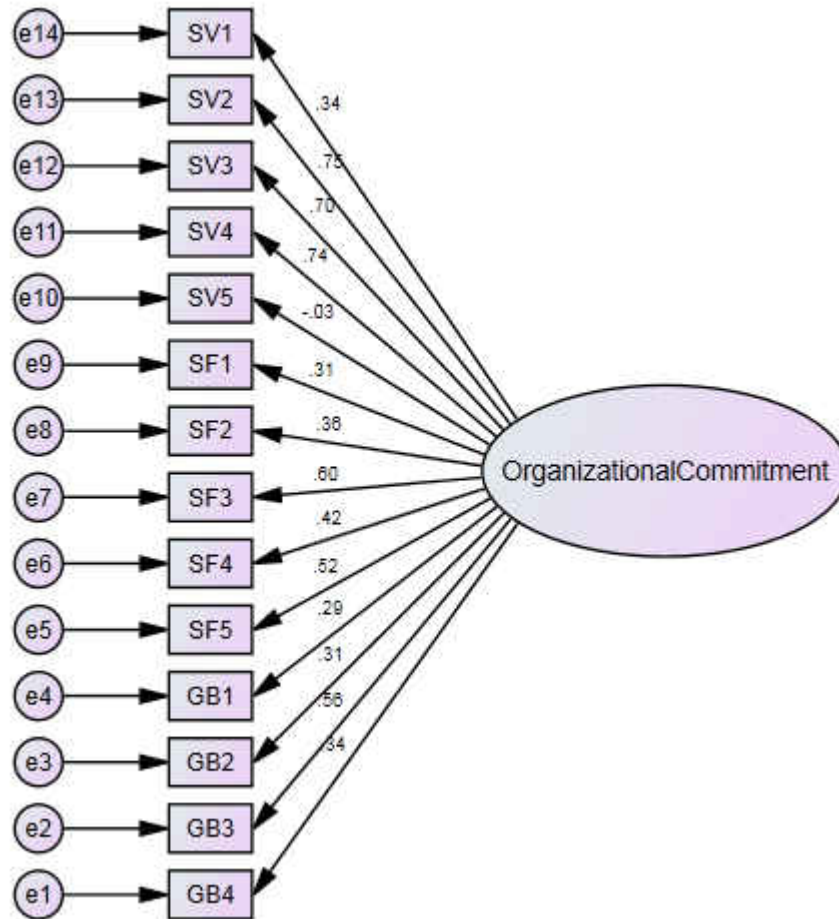 e14 SV1
.34
e13 SV2
.75
e12 SV3
.70
e11 SV4
.74
e10 SV5
-.03
e9 SF1
.31
e8 SF2
.36
OrganizationalCommitment
.60
e7 SF3
.42
e6 SF4
.52
e5 SF5
.29
e4 GB1
.31
.56
e3 GB2
.34
e2 GB3
e1 GB4